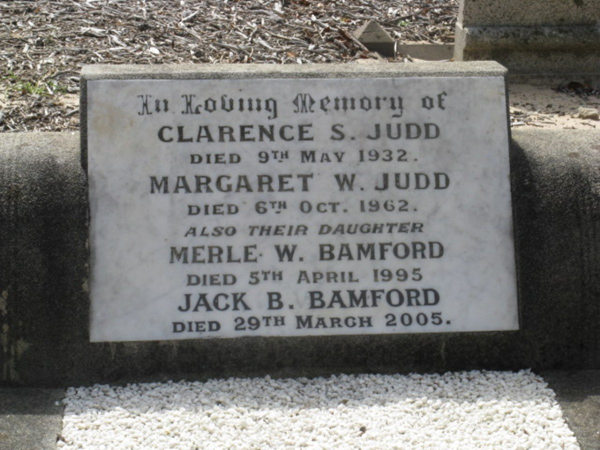 In Loving Memory of
CLARENCE S. JUDD
DIED 9TH MAY 1932.
MARGARET W. JUDD
DIED 6TH OCT. 1962.
ALSO THEIR DAUGHTER
MERLE W. BAMFORD
DIED 5TH APRIL 1995
JACK B. BAMFORD
DIED 29TH MARCH 2005.